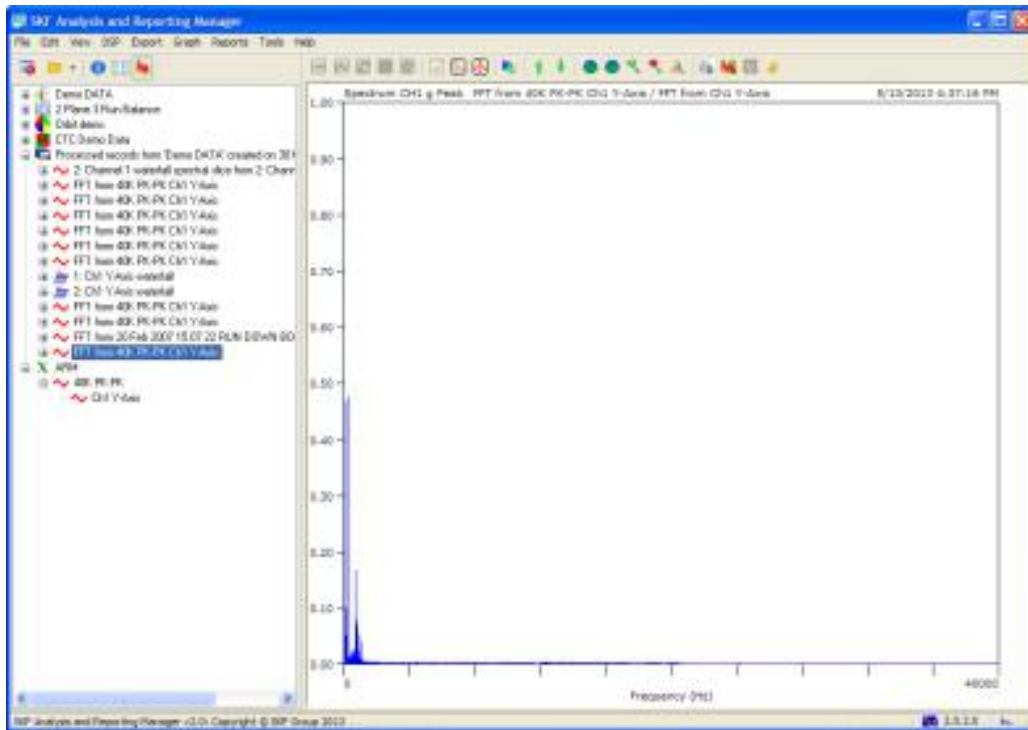 SKF Analysis and Reporting Manager
File Edit View DSP Export Graph Reports Tools Help
Demo DATA
2 Plane 3 Run Balance
Orbit demo
CTC Demo Data
Processed records from 'Demo DATA' created on 30
2: Channel 1 waterfall spectral slice from 2: Chann
FFT from 40K PK-PK Ch1 Y-Axis
FFT from 40K PK-PK Ch1 Y-Axis
FFT from 40K PK-PK Ch1 Y-Axis
FFT from 40K PK-PK Ch1 Y-Axis
FFT from 40K PK-PK Ch1 Y-Axis
FFT from 40K PK-PK Ch1 Y-Axis
1: Ch1 Y-Axis waterfall
2: Ch1 Y-Axis waterfall
FFT from 40K PK-PK Ch1 Y-Axis
FFT from 40K PK-PK Ch1 Y-Axis
FFT from 20 Feb 2007 15.07.22 RUN DOWN BO
FFT from 40K PK-PK Ch1 Y-Axis
40K PK-PK
Ch1 Y-Axis
Spectrum CH1 g Peak FFT from 40K PK-PK Ch1 Y-Axis / FFT from Ch1 Y-Axis
1.00
0.90
0.80
0.70
0.60
0.50
0.40
0.30
0.20
0.10
0.00
0
40000
Frequency (Hz)
SKF Analysis and Reporting Manager v2.0: Copyright © SKF Group 2013